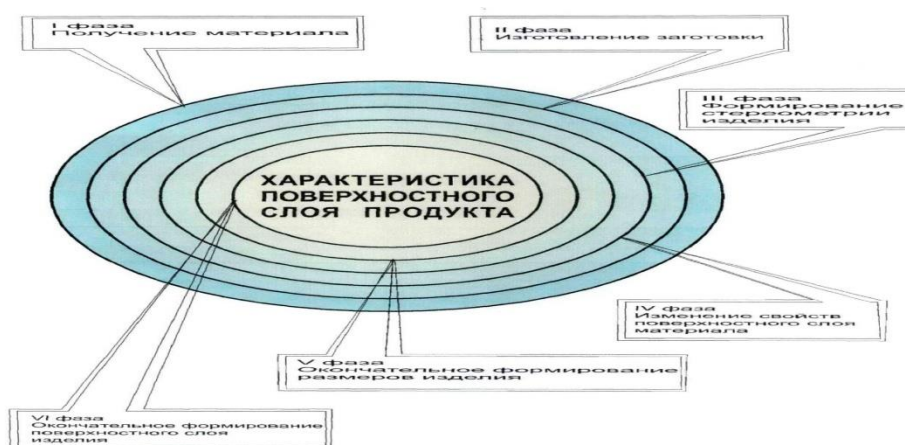 I фаза
Получение материала
II фаза
Изготовление заготовки
III фаза
Формирование
стереометрии
изделия
ХАРАКТЕРИСТИКА
ПОВЕРХНОСТНОГО
СЛОЯ ПРОДУКТА
IV фаза
Изменение свойств
поверхностного слоя
материала
V фаза
Окончательное формирование
размеров изделия
VI фаза
Окончательное формирование
поверхностного слоя
изделия